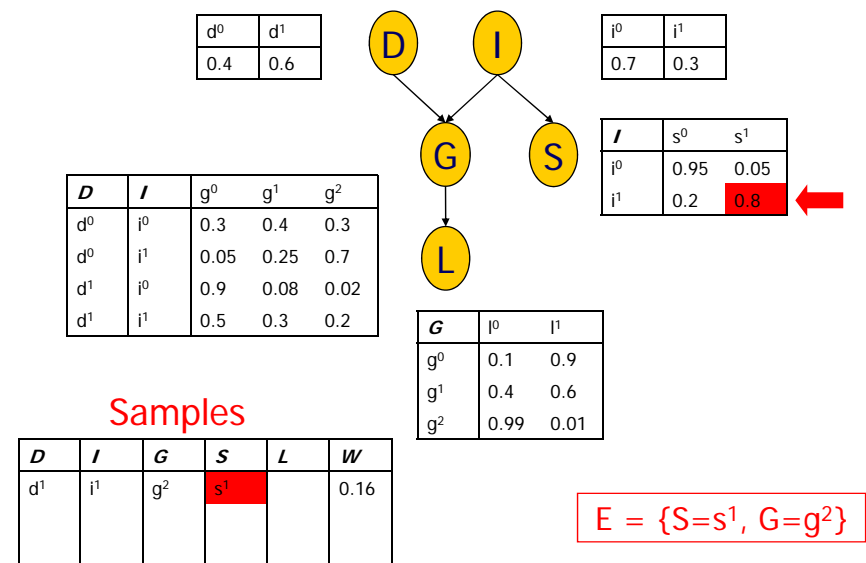 d⁰ d¹
0.4 0.6
D
I
i⁰ i¹
0.7 0.3
G
S
I s⁰ s¹
i⁰ 0.95 0.05
i¹ 0.2 0.8
D I g⁰ g¹ g²
d⁰ i⁰ 0.3 0.4 0.3
d⁰ i¹ 0.05 0.25 0.7
d¹ i⁰ 0.9 0.08 0.02
d¹ i¹ 0.5 0.3 0.2
L
G l⁰ l¹
g⁰ 0.1 0.9
g¹ 0.4 0.6
g² 0.99 0.01
Samples
D I G S L W
d¹ i¹ g² s¹ 0.16
E = {S=s¹, G=g²}